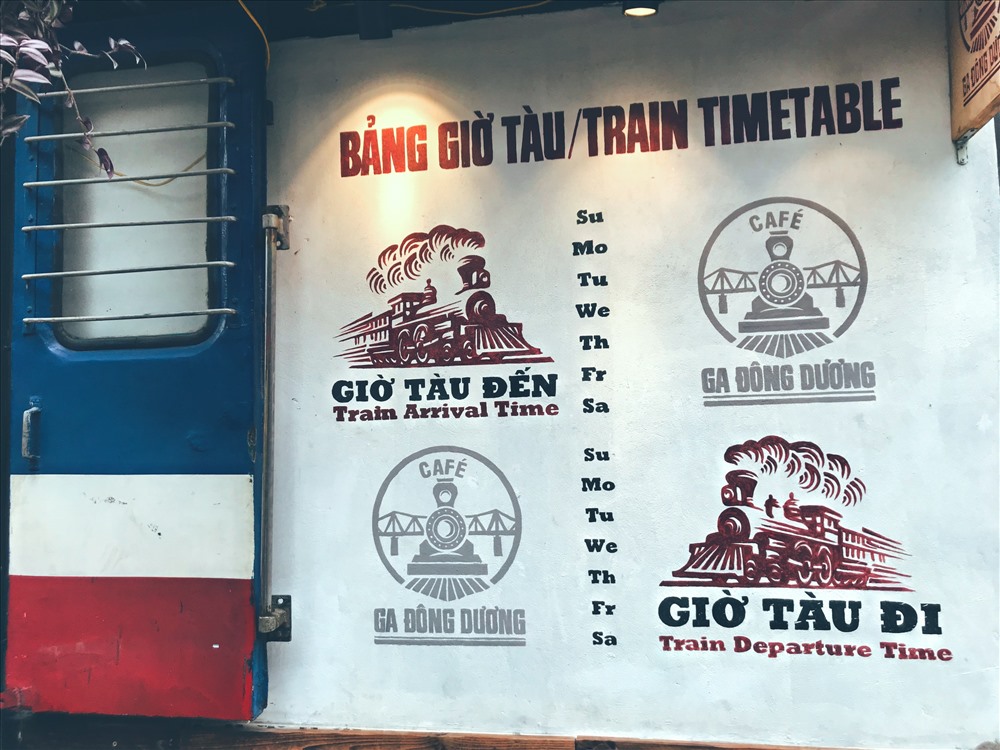 BẢNG GIỜ TÀU/TRAIN TIMETABLE
GIỜ TÀU ĐẾN
Train Arrival Time
Su
Mo
Tu
We
Th
Fr
Sa
CAFÉ
GA ĐÔNG DƯƠNG
CAFÉ
GA ĐÔNG DƯƠNG
Su
Mo
Tu
We
Th
Fr
Sa
GIỜ TÀU ĐI
Train Departure Time
GA ĐÔNG